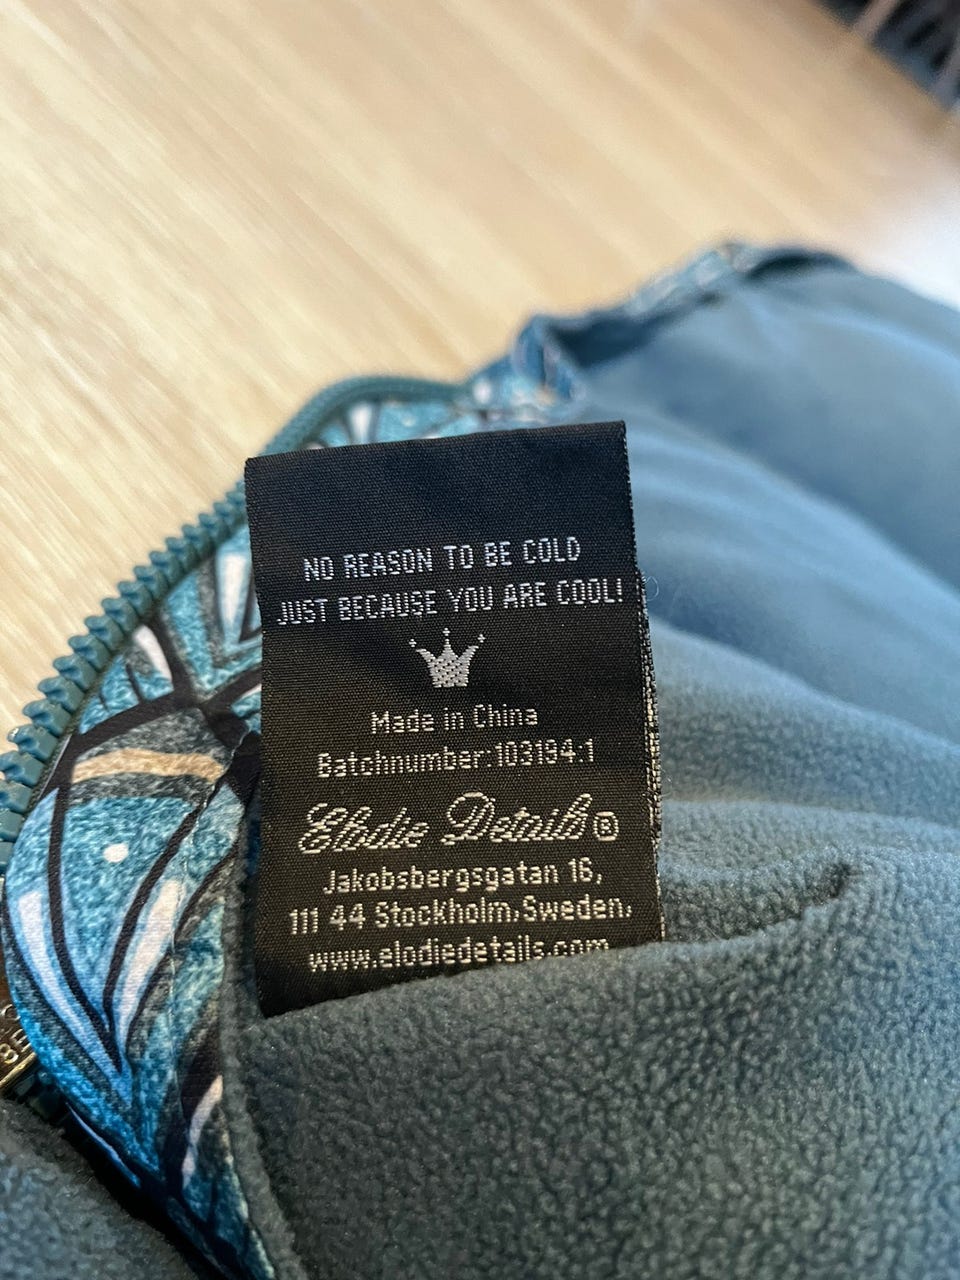 NO REASON TO BE COLD
JUST BECAUSE YOU ARE COOL!
Made in China
Batchnumber:103194:1
Elodie Details®
Jakobsbergsgatan 16,
111 44 Stockholm, Sweden,
www.elodiedetails.com